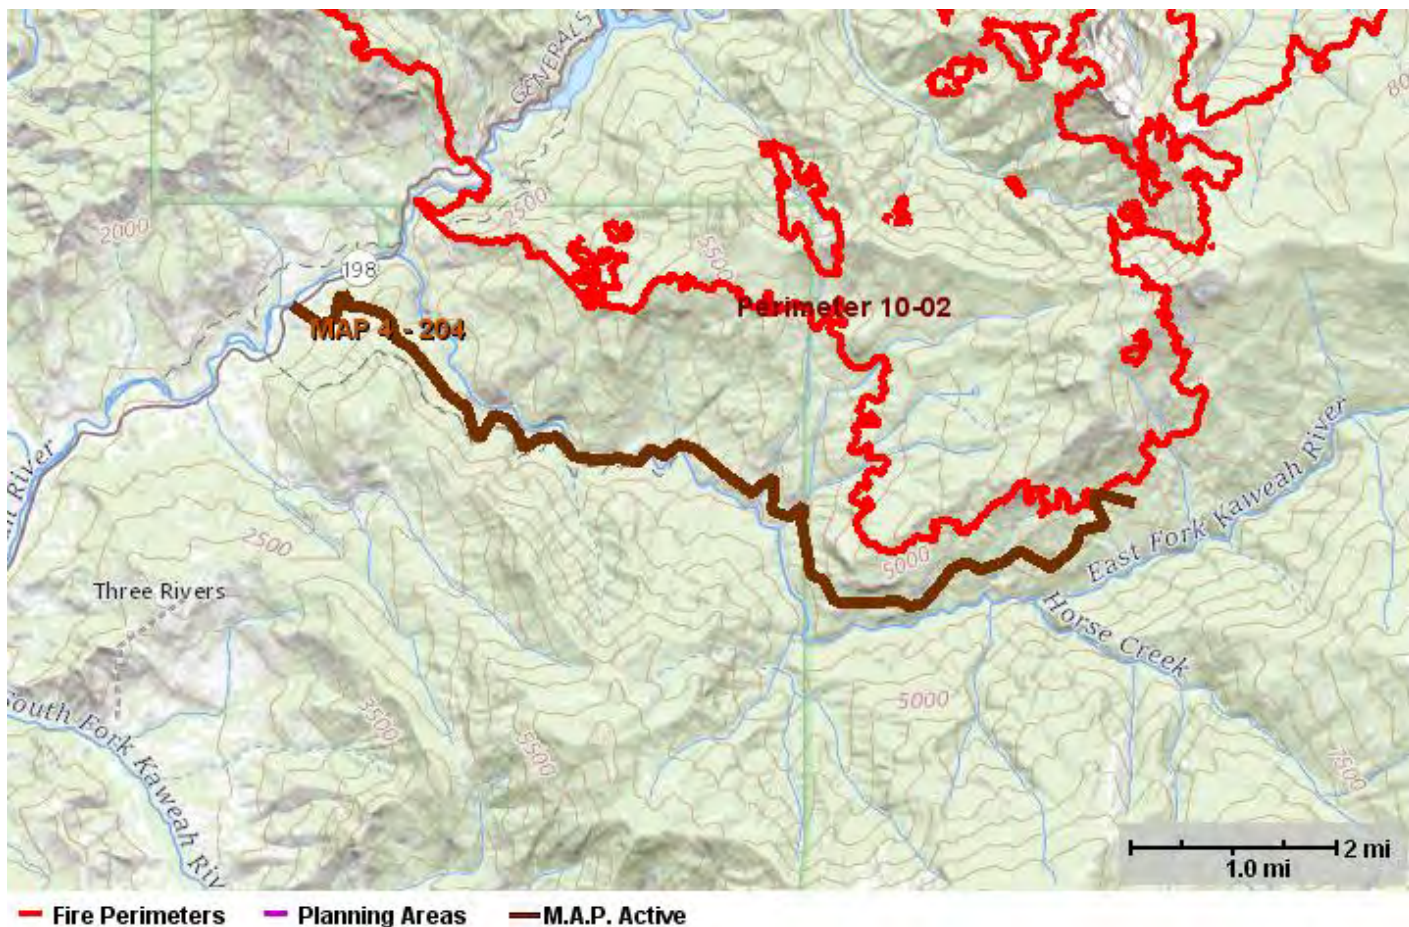 GENERALS
8
2000
2500
5500
198
Perimeter 10-02
MAP 4 - 204
River
2500
5000
East Fork Kaweah River
Three Rivers
Horse Creek
South Fork Kaweah Riv
3500
5500
5000
7500
2 mi
1.0 mi
Fire Perimeters Planning Areas M.A.P. Active